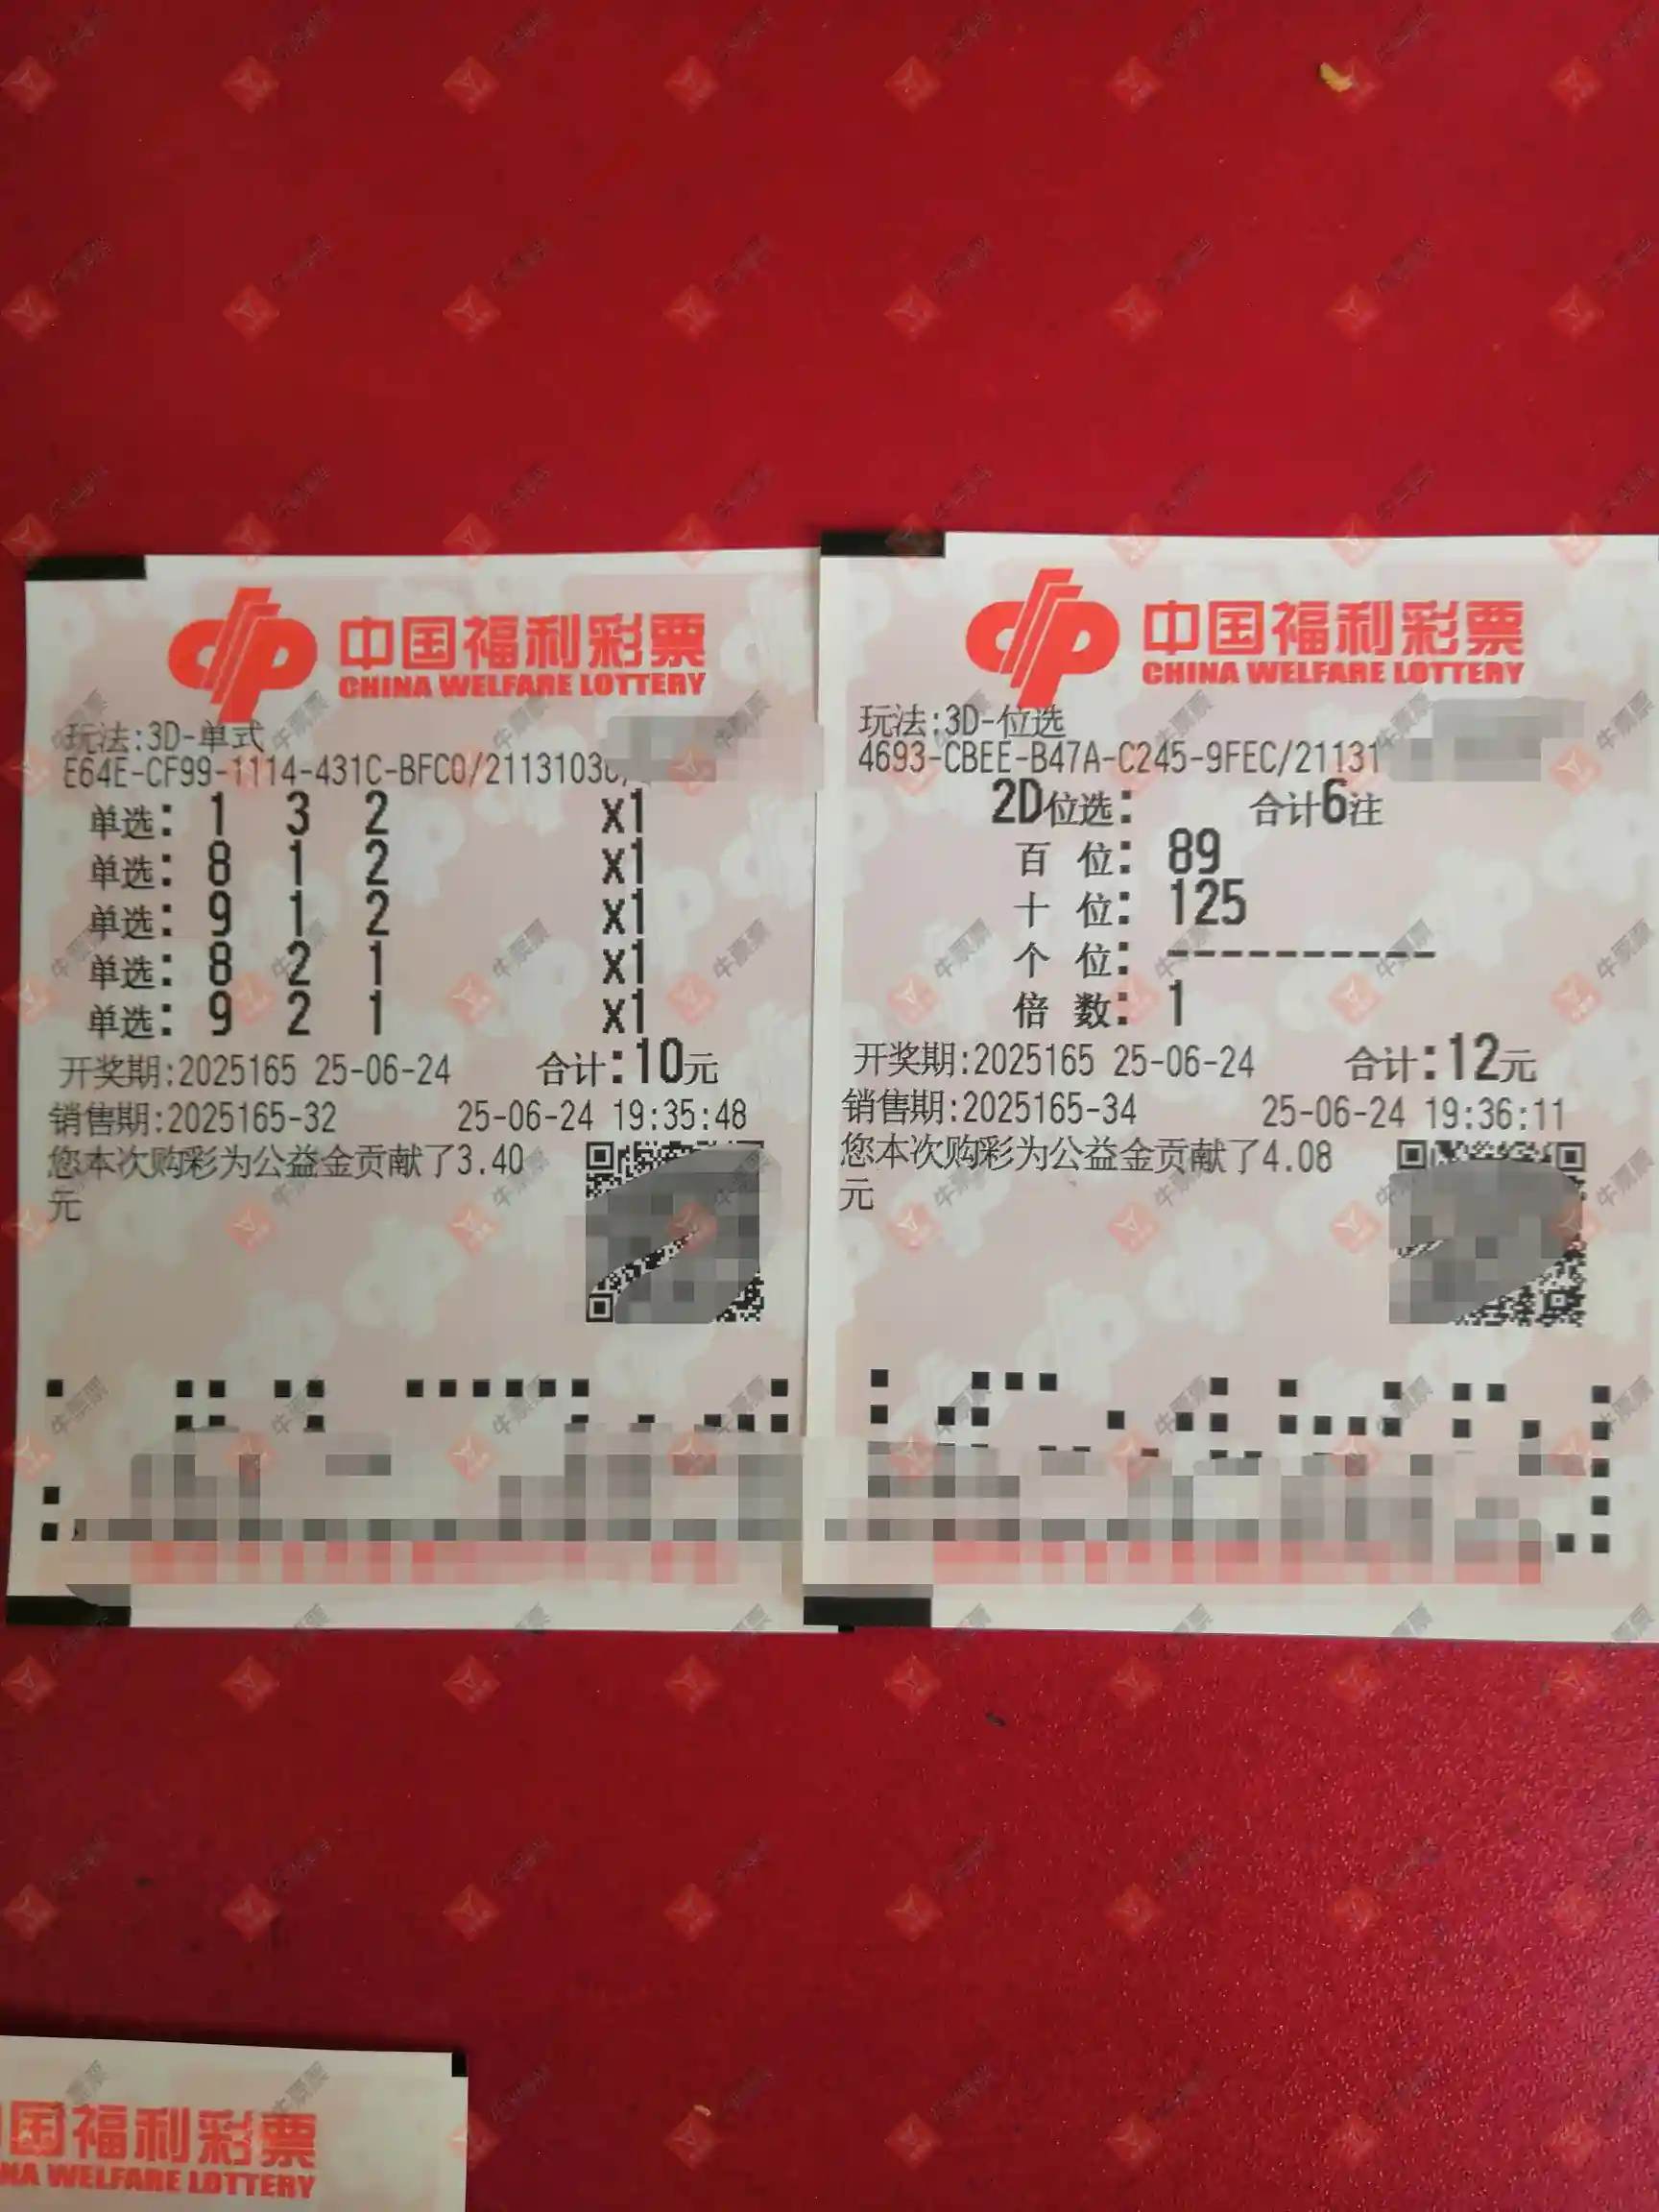 中国福利彩票
CHINA WELFARE LOTTERY
玩法:3D-单式
E64E-CF99-1114-431C-BFC0/2113103
单选: 1 3 2 x1
单选: 8 1 2 x1
单选: 9 1 2 x1
单选: 8 2 1 x1
单选: 9 2 1 x1
开奖期:2025165 25-06-24 合计:10元
销售期:2025165-32 25-06-24 19:35:48
您本次购彩为公益金贡献了3.40
元
中国福利彩票
CHINA WELFARE LOTTERY
玩法:3D-位选
4693-CBEE-B47A-C245-9FEC/21131
2D位选: 合计6注
百 位: 89
十 位: 125
个 位: ----------
倍 数: 1
开奖期:2025165 25-06-24 合计:12元
销售期:2025165-34 25-06-24 19:36:11
您本次购彩为公益金贡献了4.08
元
国福利彩票
NA WELFARE LOTTERY
牛票票